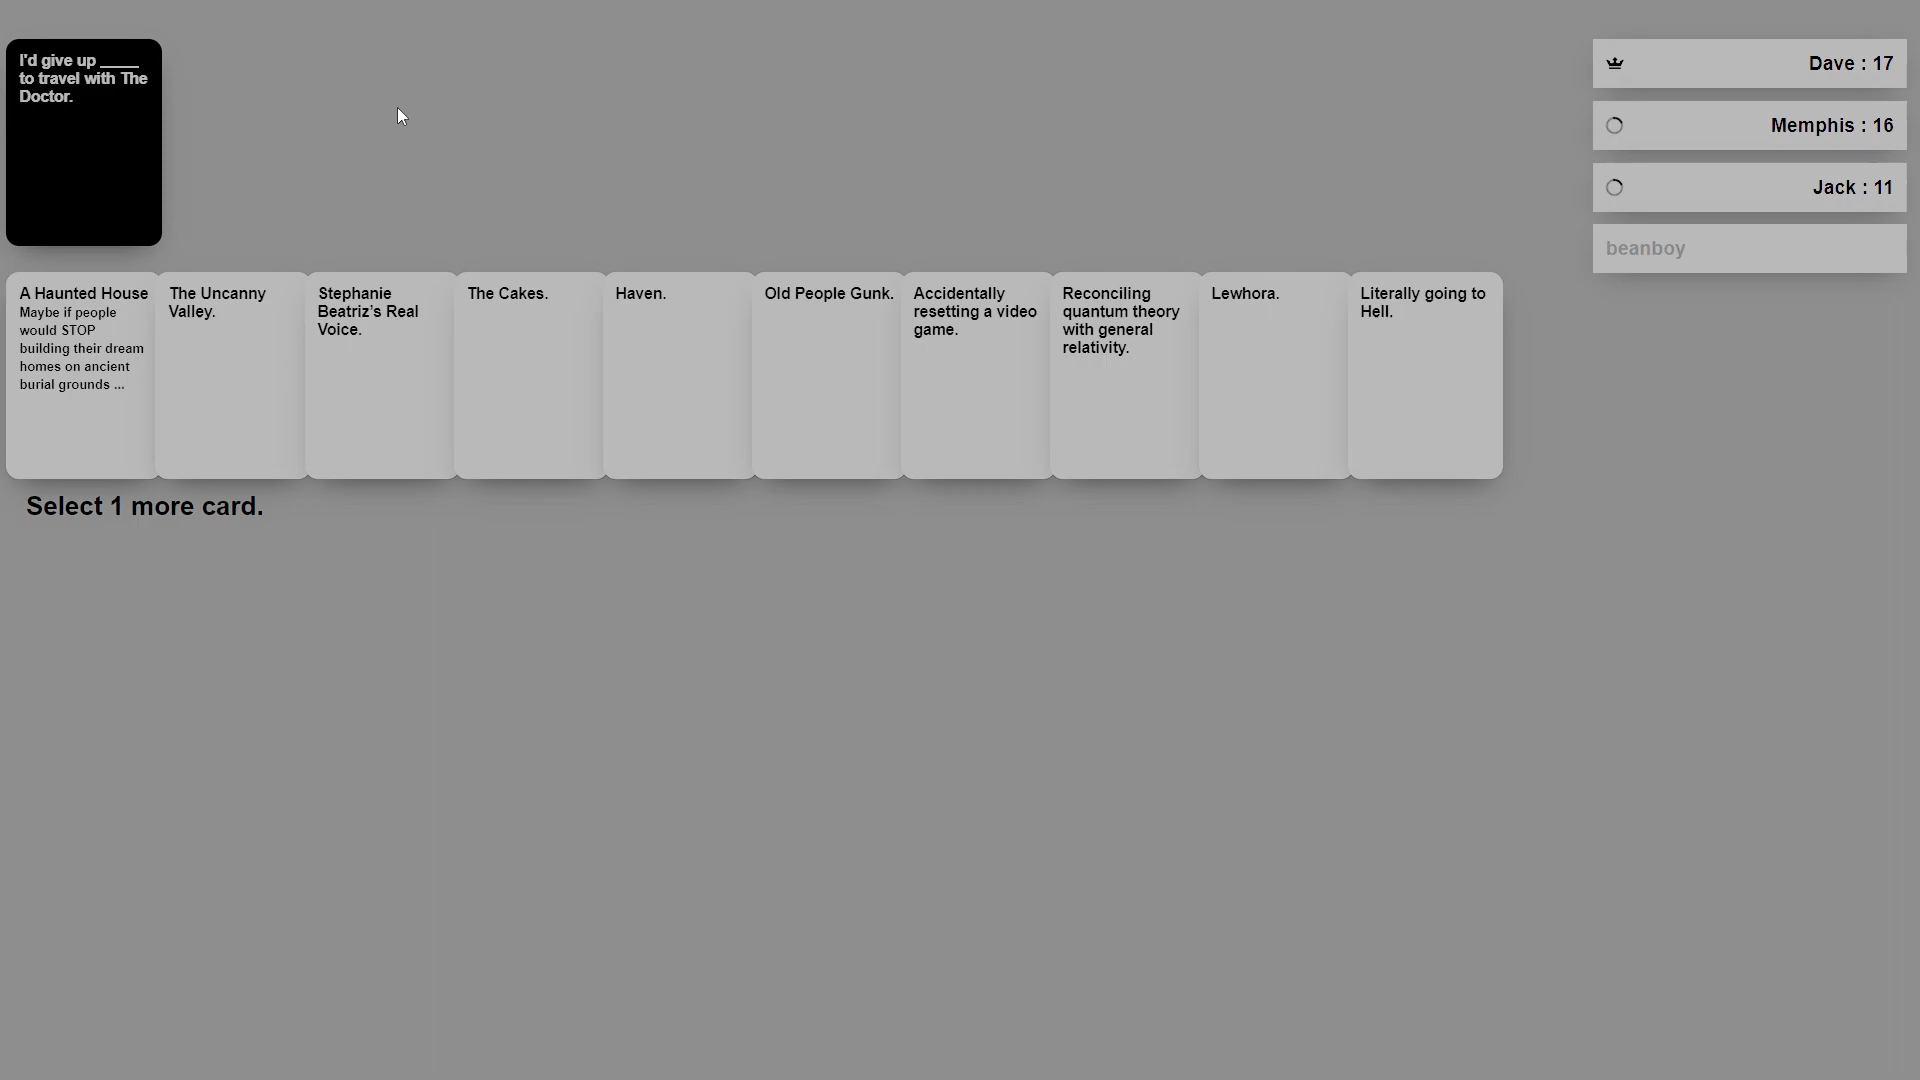 I'd give up ____
to travel with The
Doctor.
Dave : 17
Memphis : 16
Jack : 11
beanboy
A Haunted House
Maybe if people
would STOP
building their dream
homes on ancient
burial grounds ...
The Uncanny
Valley.
Stephanie
Beatriz’s Real
Voice.
The Cakes.
Haven.
Old People Gunk.
Accidentally
resetting a video
game.
Reconciling
quantum theory
with general
relativity.
Lewhora.
Literally going to
Hell.
Select 1 more card.